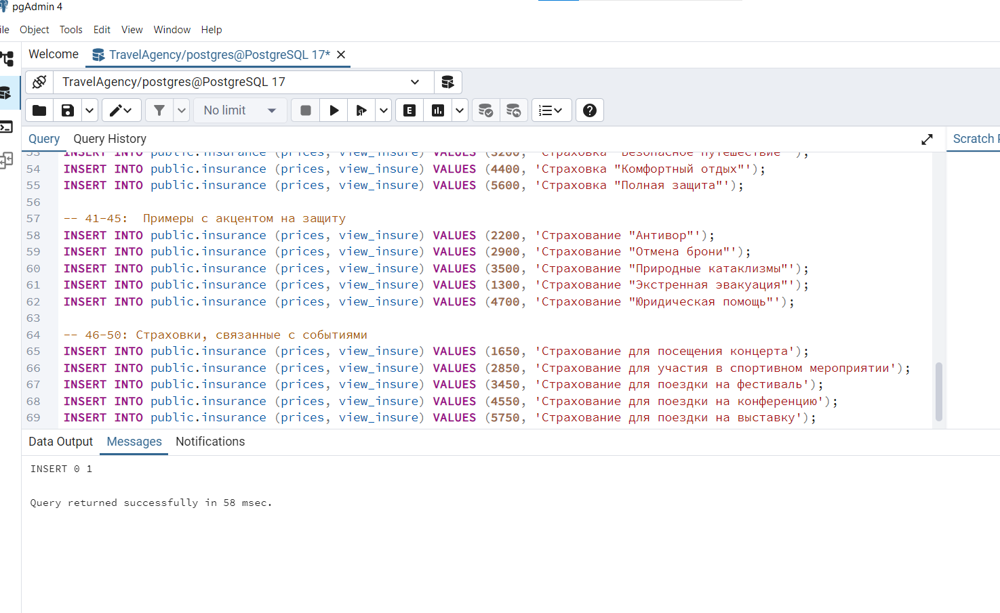 pgAdmin 4
ile Object Tools Edit View Window Help
Welcome TravelAgency/postgres@PostgreSQL 17*
TravelAgency/postgres@PostgreSQL 17
No limit
Query Query History Scratch P
53 INSERT INTO public.insurance (prices, view_insure) VALUES (3200, 'Страховка "Безопасное путешествие"');
54 INSERT INTO public.insurance (prices, view_insure) VALUES (4400, 'Страховка "Комфортный отдых"');
55 INSERT INTO public.insurance (prices, view_insure) VALUES (5600, 'Страховка "Полная защита"');
56
57 -- 41-45:  Примеры с акцентом на защиту
58 INSERT INTO public.insurance (prices, view_insure) VALUES (2200, 'Страхование "Антивор"');
59 INSERT INTO public.insurance (prices, view_insure) VALUES (2900, 'Страхование "Отмена брони"');
60 INSERT INTO public.insurance (prices, view_insure) VALUES (3500, 'Страхование "Природные катаклизмы"');
61 INSERT INTO public.insurance (prices, view_insure) VALUES (1300, 'Страхование "Экстренная эвакуация"');
62 INSERT INTO public.insurance (prices, view_insure) VALUES (4700, 'Страхование "Юридическая помощь"');
63
64 -- 46-50: Страховки, связанные с событиями
65 INSERT INTO public.insurance (prices, view_insure) VALUES (1650, 'Страхование для посещения концерта');
66 INSERT INTO public.insurance (prices, view_insure) VALUES (2850, 'Страхование для участия в спортивном мероприятии');
67 INSERT INTO public.insurance (prices, view_insure) VALUES (3450, 'Страхование для поездки на фестиваль');
68 INSERT INTO public.insurance (prices, view_insure) VALUES (4550, 'Страхование для поездки на конференцию');
69 INSERT INTO public.insurance (prices, view_insure) VALUES (5750, 'Страхование для поездки на выставку');
Data Output Messages Notifications
INSERT 0 1
Query returned successfully in 58 msec.